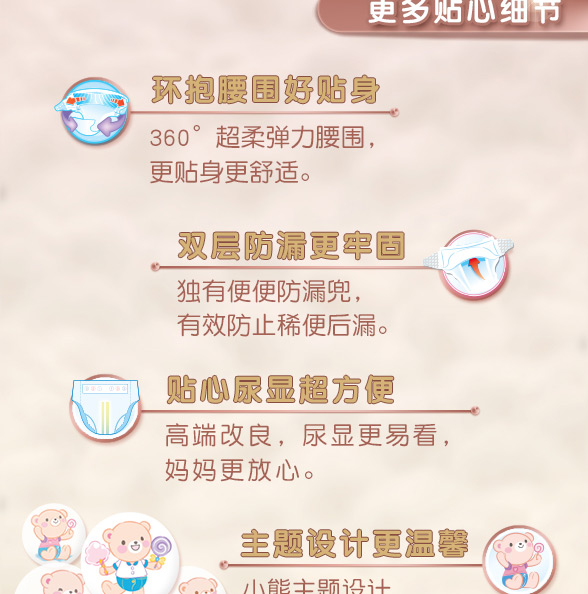 更多贴心细节
环抱腰围好贴身
360°超柔弹力腰围，
更贴身更舒适。
双层防漏更牢固
独有便便防漏兜，
有效防止稀便后漏。
贴心尿显超方便
高端改良，尿显更易看，
妈妈更放心。
主题设计更温馨
小熊主题设计